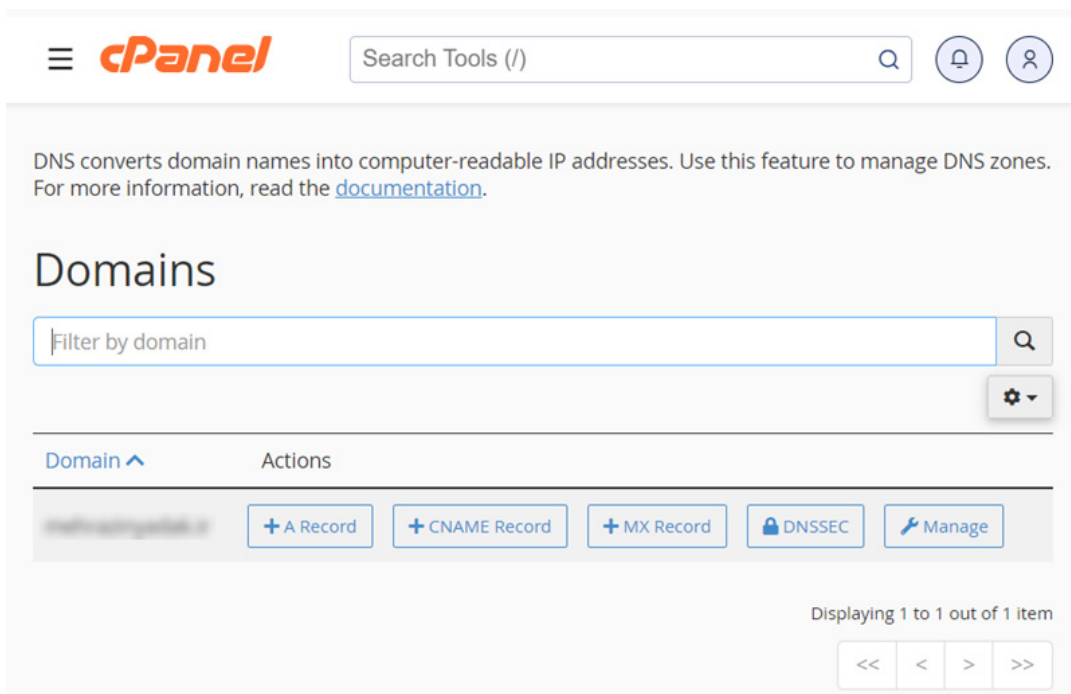 cPanel
Search Tools (/)
DNS converts domain names into computer-readable IP addresses. Use this feature to manage DNS zones.
For more information, read the documentation.
Domains
Filter by domain
Domain Actions
A Record CNAME Record MX Record DNSSEC Manage
Displaying 1 to 1 out of 1 item
<< < > >>